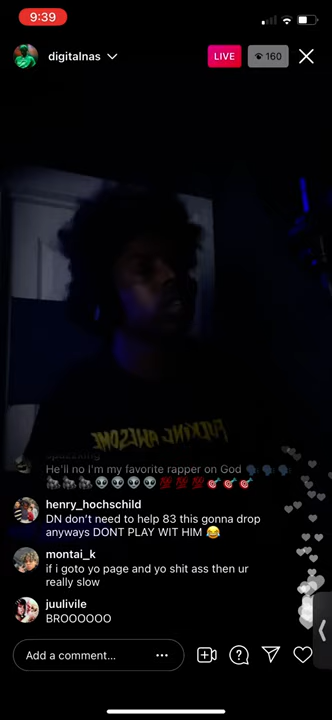 9:39
digitalnas
LIVE
160
FUCKING AWESOME
He'll no I'm my favorite rapper on God 🗣🗣🗣
🦍🦍🦍👽👽👽👽💯💯💯🎯🎯🎯
henry_hochschild
DN don't need to help 83 this gonna drop
anyways DONT PLAY WIT HIM 😂
montai_k
if i goto yo page and yo shit ass then ur
really slow
juulivile
BROOOOOO
Add a comment...